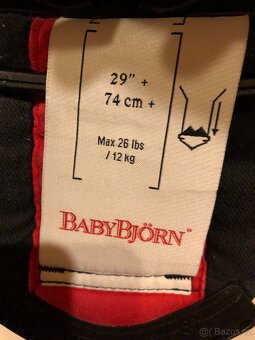 29" +
74 cm +
Max 26 lbs
/ 12 kg
BABYBJÖRN®